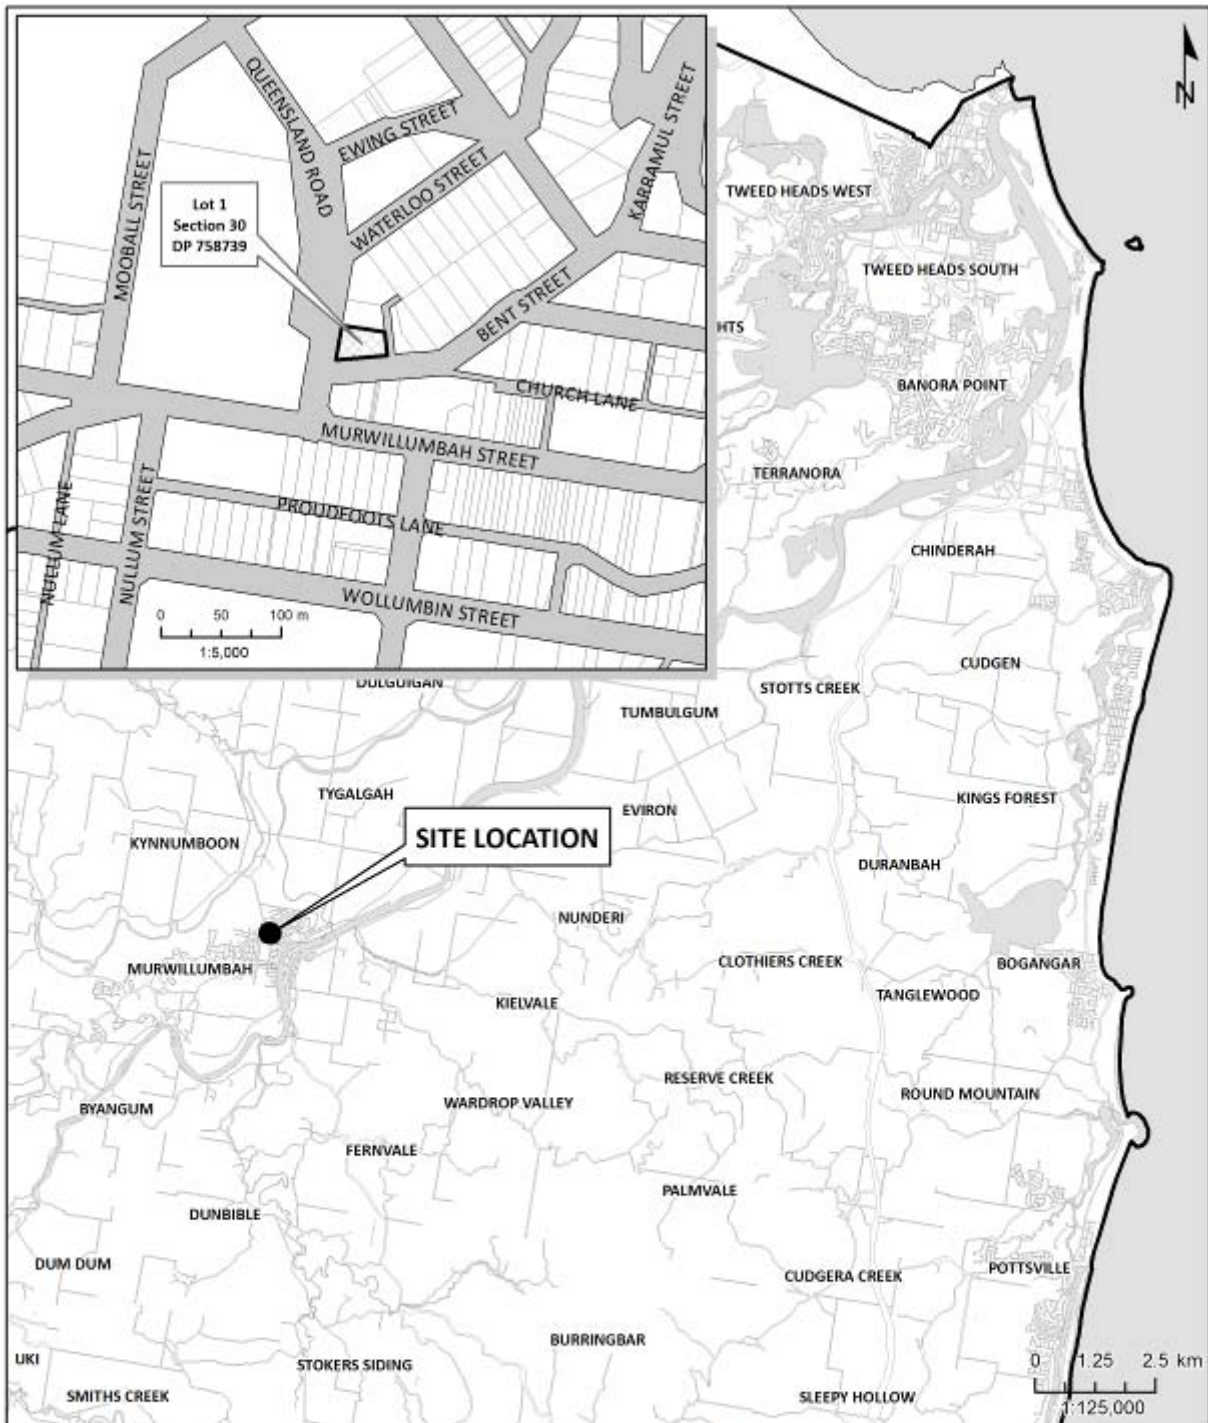 MOOBALL STREET
QUEENSLAND ROAD
EWING STREET
WATERLOO STREET
KARRAMUL STREET
Lot 1
Section 30
DP 758739
BENT STREET
CHURCH LANE
MURWILLUMBAH STREET
NULLUM LANE
NULLUM STREET
PROUDFOOTS LANE
WOLLUMBIN STREET
0 50 100 m
1:5,000
N
TWEED HEADS WEST
TWEED HEADS SOUTH
HTS
BANORA POINT
TERRANORA
CHINDERAH
CUDGEN
STOTTS CREEK
DULGUIGAN
TUMBULGUM
TYGALGAH
EVIRON
KINGS FOREST
SITE LOCATION
KYNNUMBOON
DURANBAH
NUNDERI
MURWILLUMBAH
CLOTHIERS CREEK
BOGANGAR
TANGLEWOOD
KIELVALE
RESERVE CREEK
ROUND MOUNTAIN
WARDROP VALLEY
BYANGUM
FERNVALE
PALMVALE
DUNBIBLE
DUM DUM
CUDGERA CREEK
POTTSVILLE
BURRINGBAR
UKI
STOKERS SIDING
SMITHS CREEK
SLEEPY HOLLOW
0 1.25 2.5 km
1:125,000